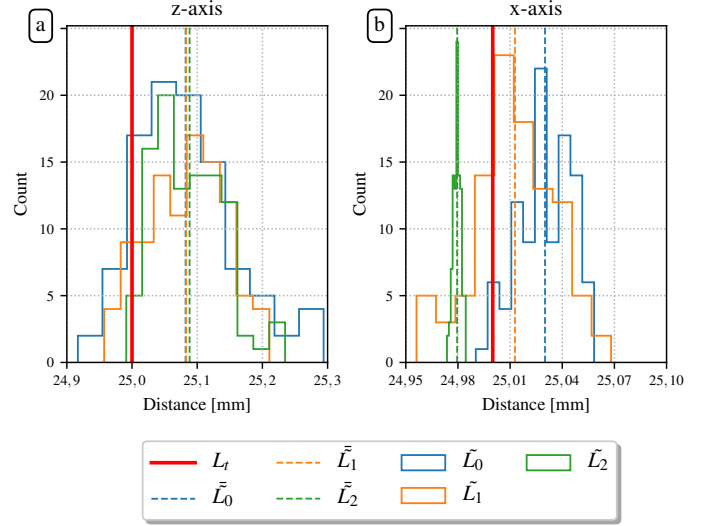 a z-axis
b x-axis
Count
20
15
10
5
0
24,9 25,0 25,1 25,2 25,3
Distance [mm]
Count
20
15
10
5
0
24,95 24,98 25,01 25,04 25,07 25,10
Distance [mm]
L_t
L̃̄_0
L̃̄_1
L̃̄_2
L̃_0
L̃_1
L̃_2